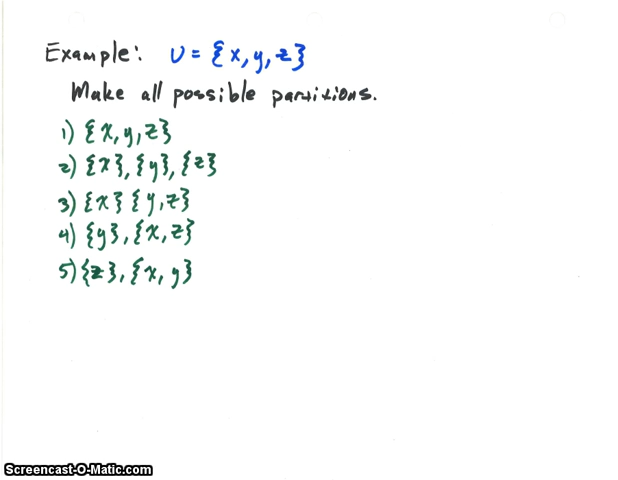 Example: U = {x, y, z}
Make all possible partitions.
1) {x, y, z}
2) {x}, {y}, {z}
3) {x} {y, z}
4) {y}, {x, z}
5) {z}, {x, y}
Screencast-O-Matic.com